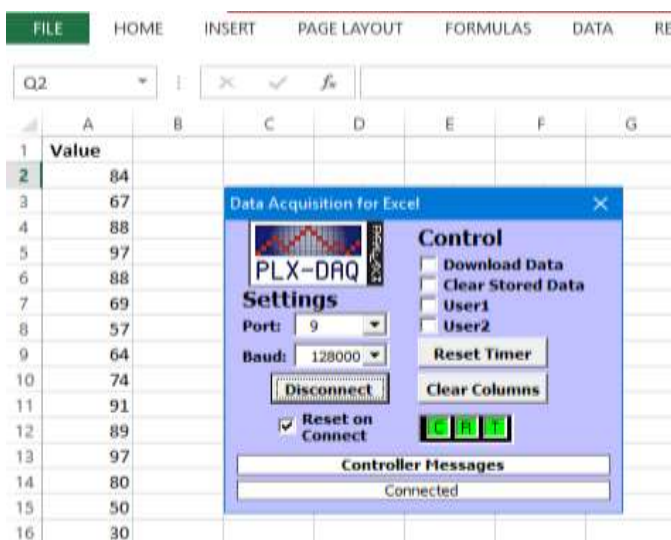 FILE HOME INSERT PAGE LAYOUT FORMULAS DATA RE
Q2 fx
A B C D E F G
1 Value
2 84
3 67
4 88
5 97
6 88
7 69
8 57
9 64
10 74
11 91
12 89
13 97
14 80
15 50
16 30
Data Acquisition for Excel
PLX-DAQ
Control
Download Data
Clear Stored Data
User1
User2
Settings
Port: 9
Baud: 128000
Reset Timer
Disconnect
Clear Columns
Reset on
Connect
C R T
Controller Messages
Connected